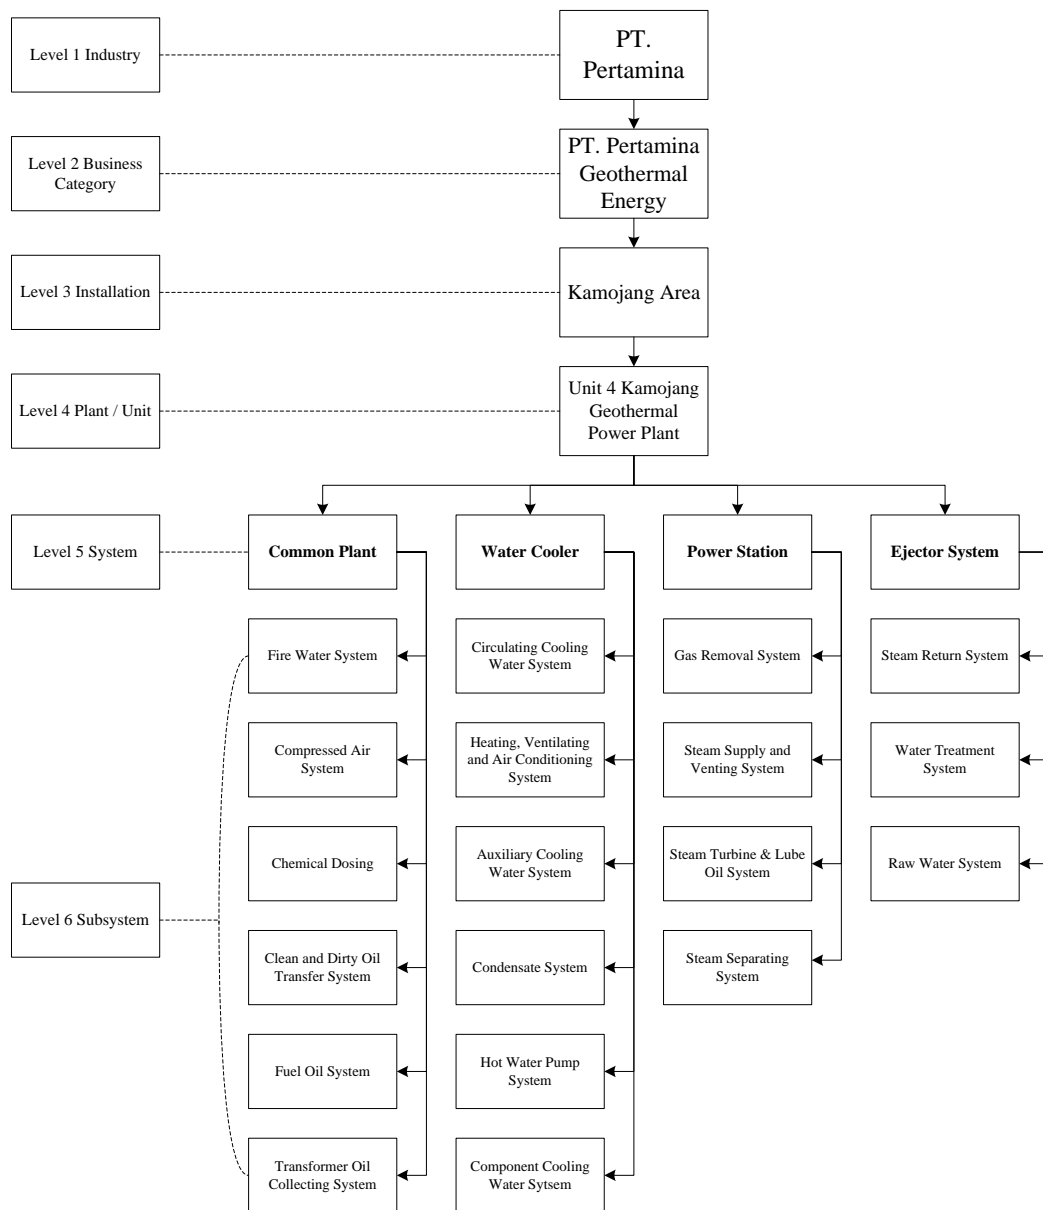 Level 1 Industry
PT.
Pertamina
Level 2 Business
Category
PT. Pertamina
Geothermal
Energy
Level 3 Installation
Kamojang Area
Level 4 Plant / Unit
Unit 4 Kamojang
Geothermal
Power Plant
Level 5 System
Common Plant
Water Cooler
Power Station
Ejector System
Fire Water System
Circulating Cooling
Water System
Gas Removal System
Steam Return System
Compressed Air
System
Heating, Ventilating
and Air Conditioning
System
Steam Supply and
Venting System
Water Treatment
System
Chemical Dosing
Auxiliary Cooling
Water System
Steam Turbine & Lube
Oil System
Raw Water System
Level 6 Subsystem
Clean and Dirty Oil
Transfer System
Condensate System
Steam Separating
System
Fuel Oil System
Hot Water Pump
System
Transformer Oil
Collecting System
Component Cooling
Water Sytsem